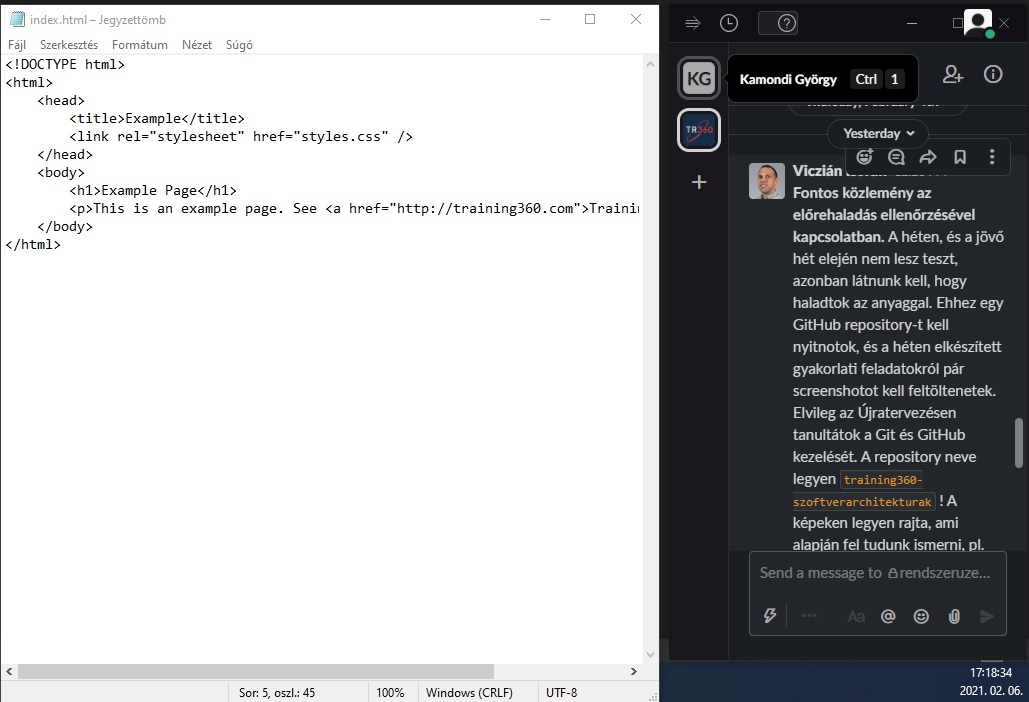 index.html – Jegyzettömb
Fájl Szerkesztés Formátum Nézet Súgó
<!DOCTYPE html>
<html>
<head>
<title>Example</title>
<link rel="stylesheet" href="styles.css" />
</head>
<body>
<h1>Example Page</h1>
<p>This is an example page. See <a href="http://training360.com">Trainin
</body>
</html>
Sor: 5, oszl.: 45 100% Windows (CRLF) UTF-8
KG
Kamondi György Ctrl 1
TR360
Yesterday
Viczián
Fontos közlemény az
előrehaladás ellenőrzésével
kapcsolatban. A héten, és a jövő
hét elején nem lesz teszt,
azonban látnunk kell, hogy
haladtok az anyaggal. Ehhez egy
GitHub repository-t kell
nyitnotok, és a héten elkészített
gyakorlati feladatokról pár
screenshotot kell feltöltenetek.
Elvileg az Újratervezésen
tanultátok a Git és GitHub
kezelését. A repository neve
legyen training360-
szoftverarchitekturak ! A
képeken legyen rajta, ami
alapján fel tudunk ismerni, pl.
Send a message to rendszeruze...
Aa
17:18:34
2021. 02. 06.